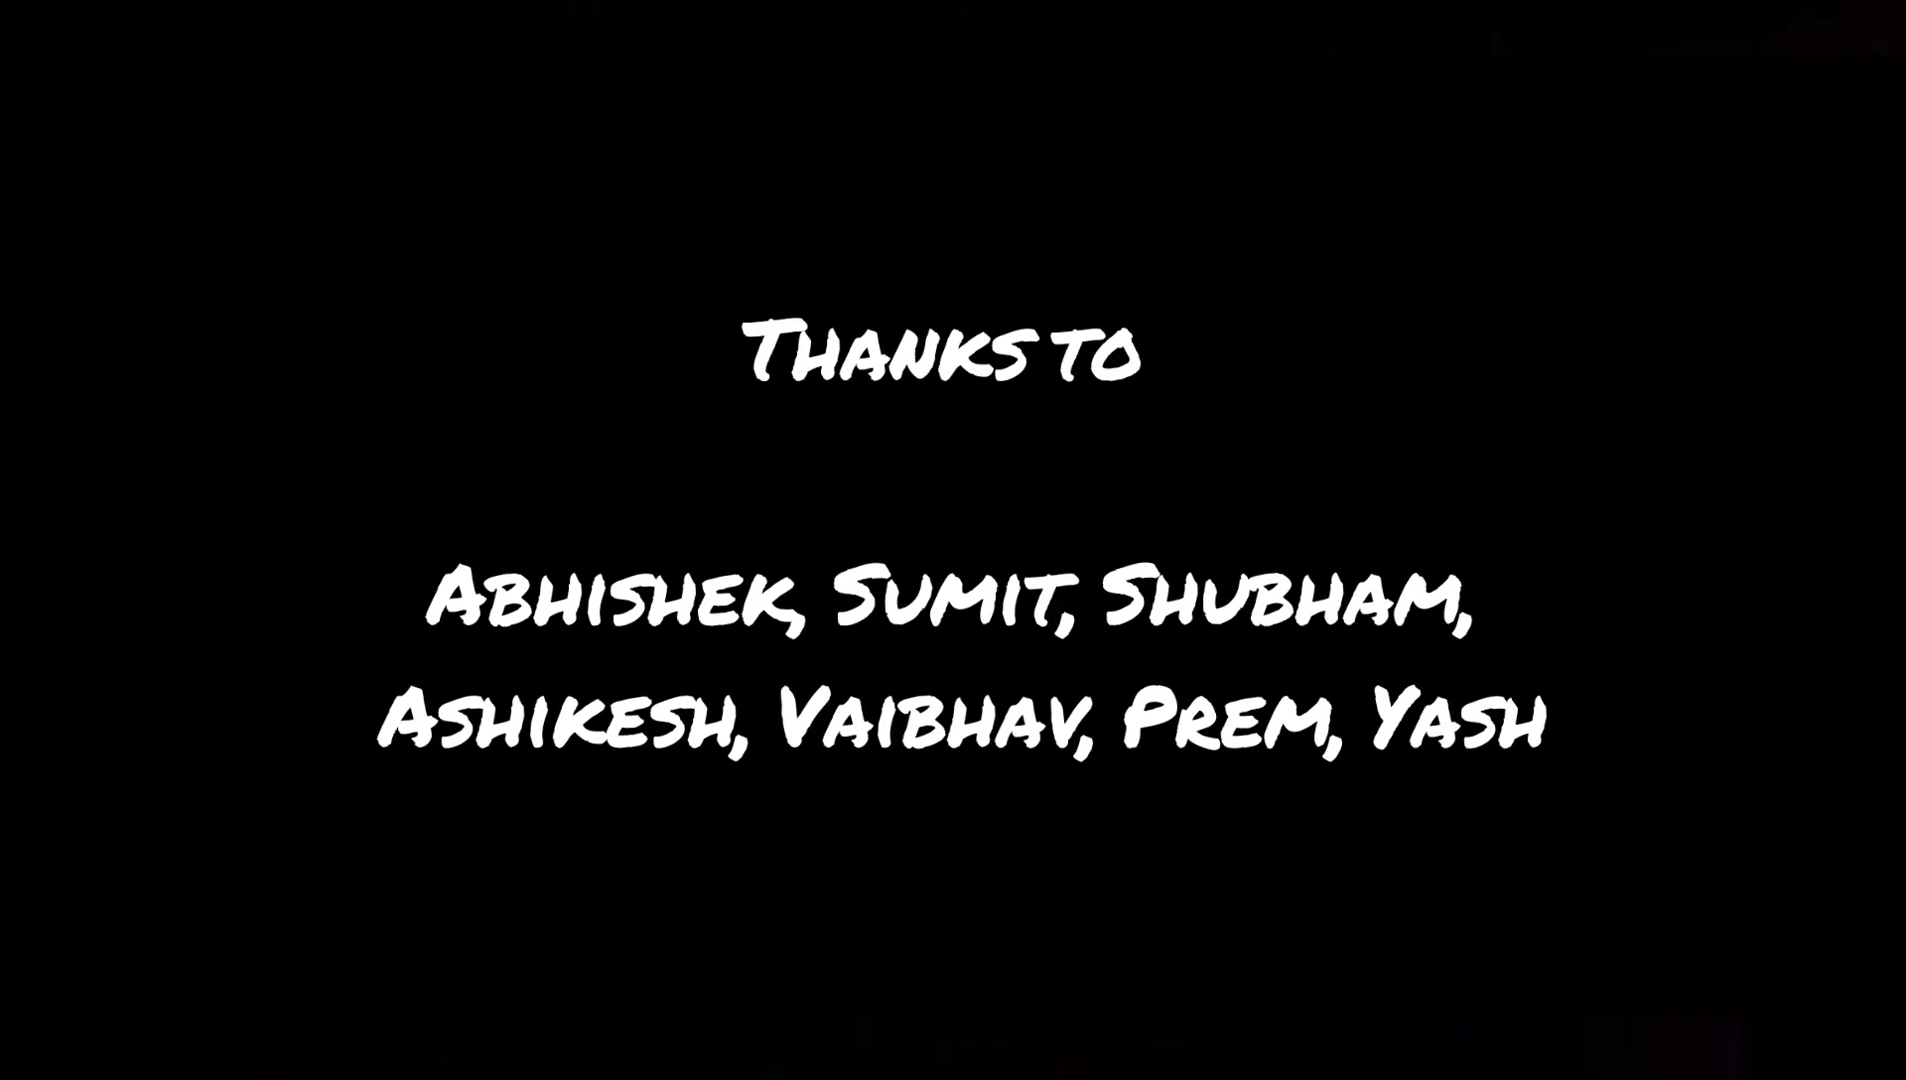 Thanks to
Abhishek, Sumit, Shubham,
Ashikesh, Vaibhav, Prem, Yash